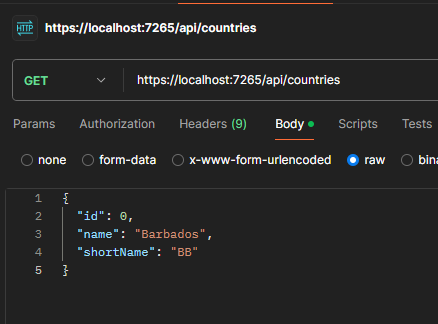 HTTP https://localhost:7265/api/countries
GET https://localhost:7265/api/countries
Params Authorization Headers (9) Body Scripts Tests
none form-data x-www-form-urlencoded raw bina
1 {
2 "id": 0,
3 "name": "Barbados",
4 "shortName": "BB"
5 }